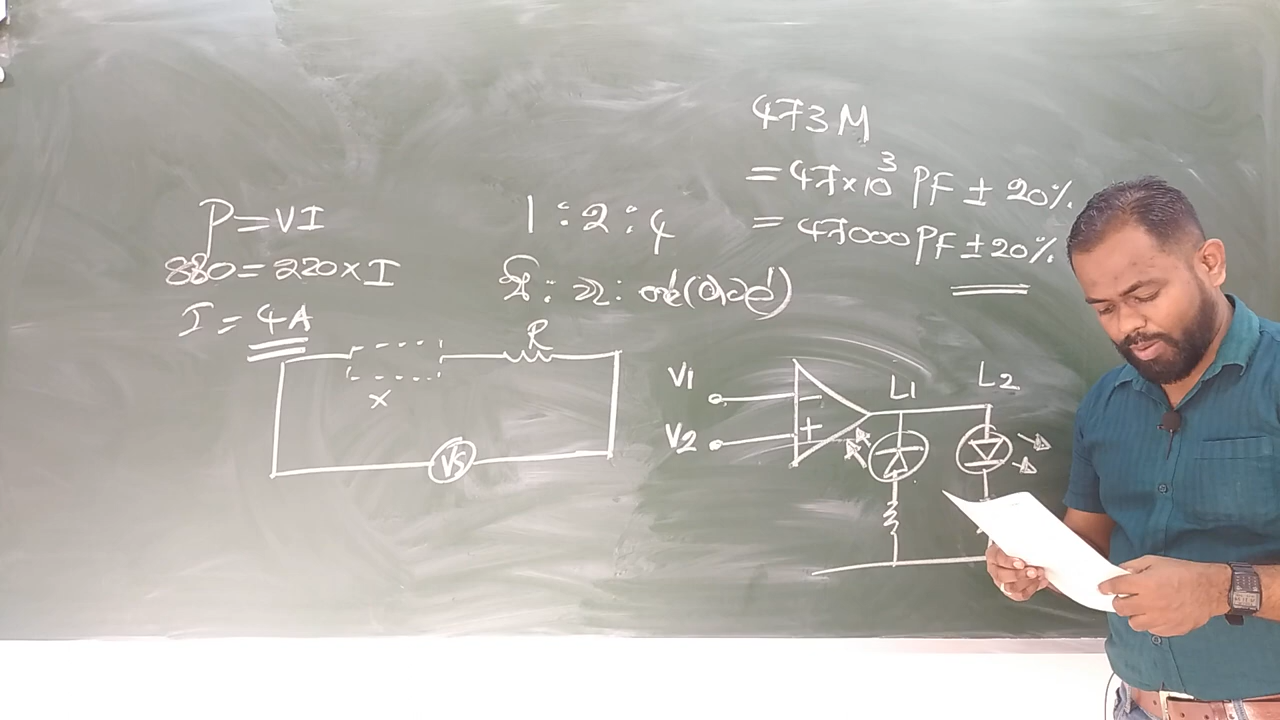 473M
= 47×10³ PF ± 20%
= 47000 PF ± 20%
P = VI
880 = 220 × I
I = 4A
1 : 2 : 4
R
X
VS
V1
V2
−
+
L1
L2